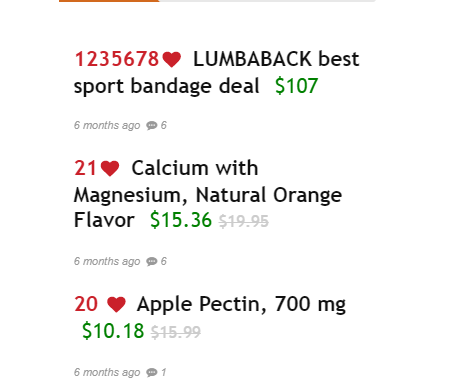 1235678 LUMBABACK best
sport bandage deal $107
6 months ago 6
21 Calcium with
Magnesium, Natural Orange
Flavor $15.36 $19.95
6 months ago 6
20 Apple Pectin, 700 mg
$10.18 $15.99
6 months ago 1